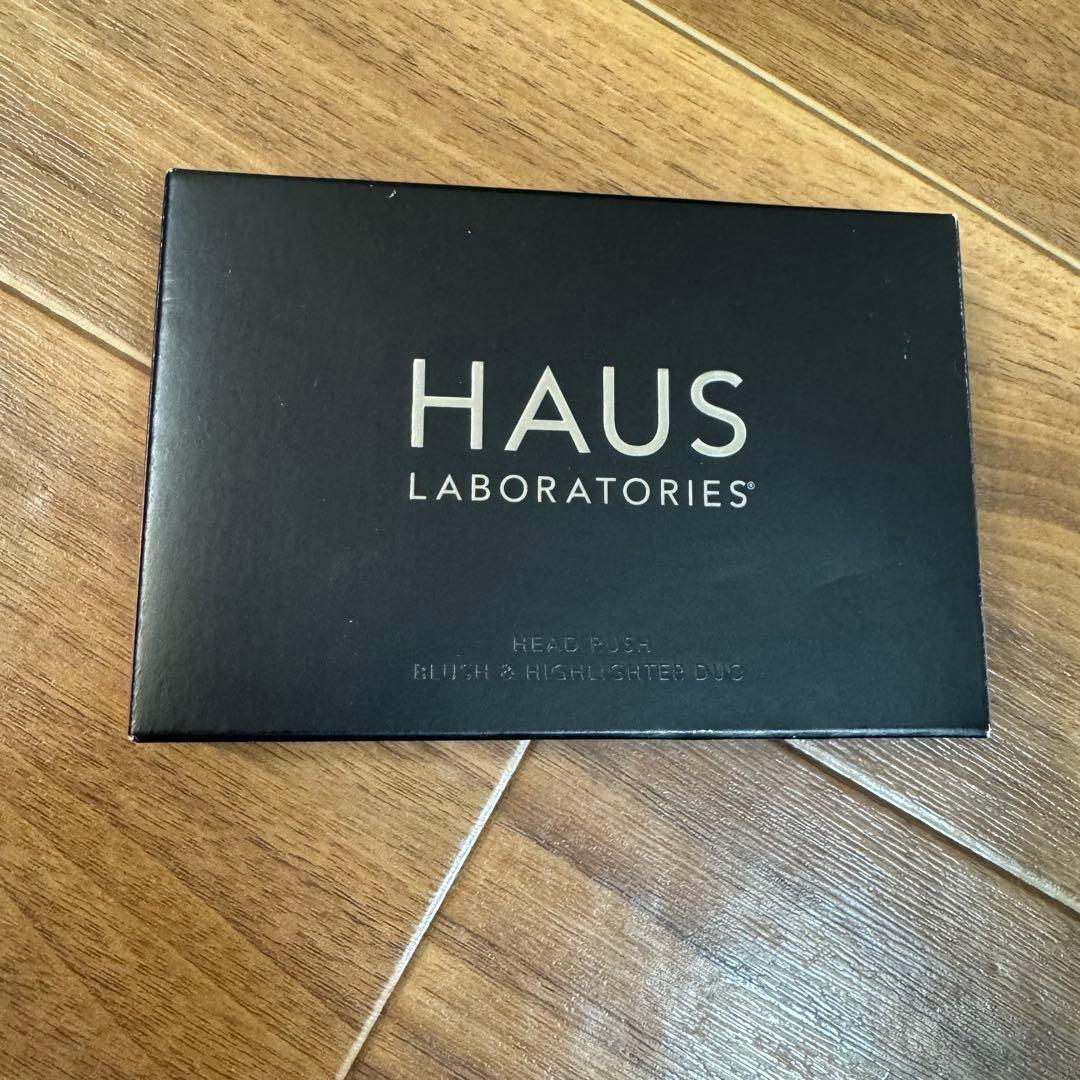 HAUS
LABORATORIES®
HEAD RUSH
BLUSH & HIGHLIGHTER DUO